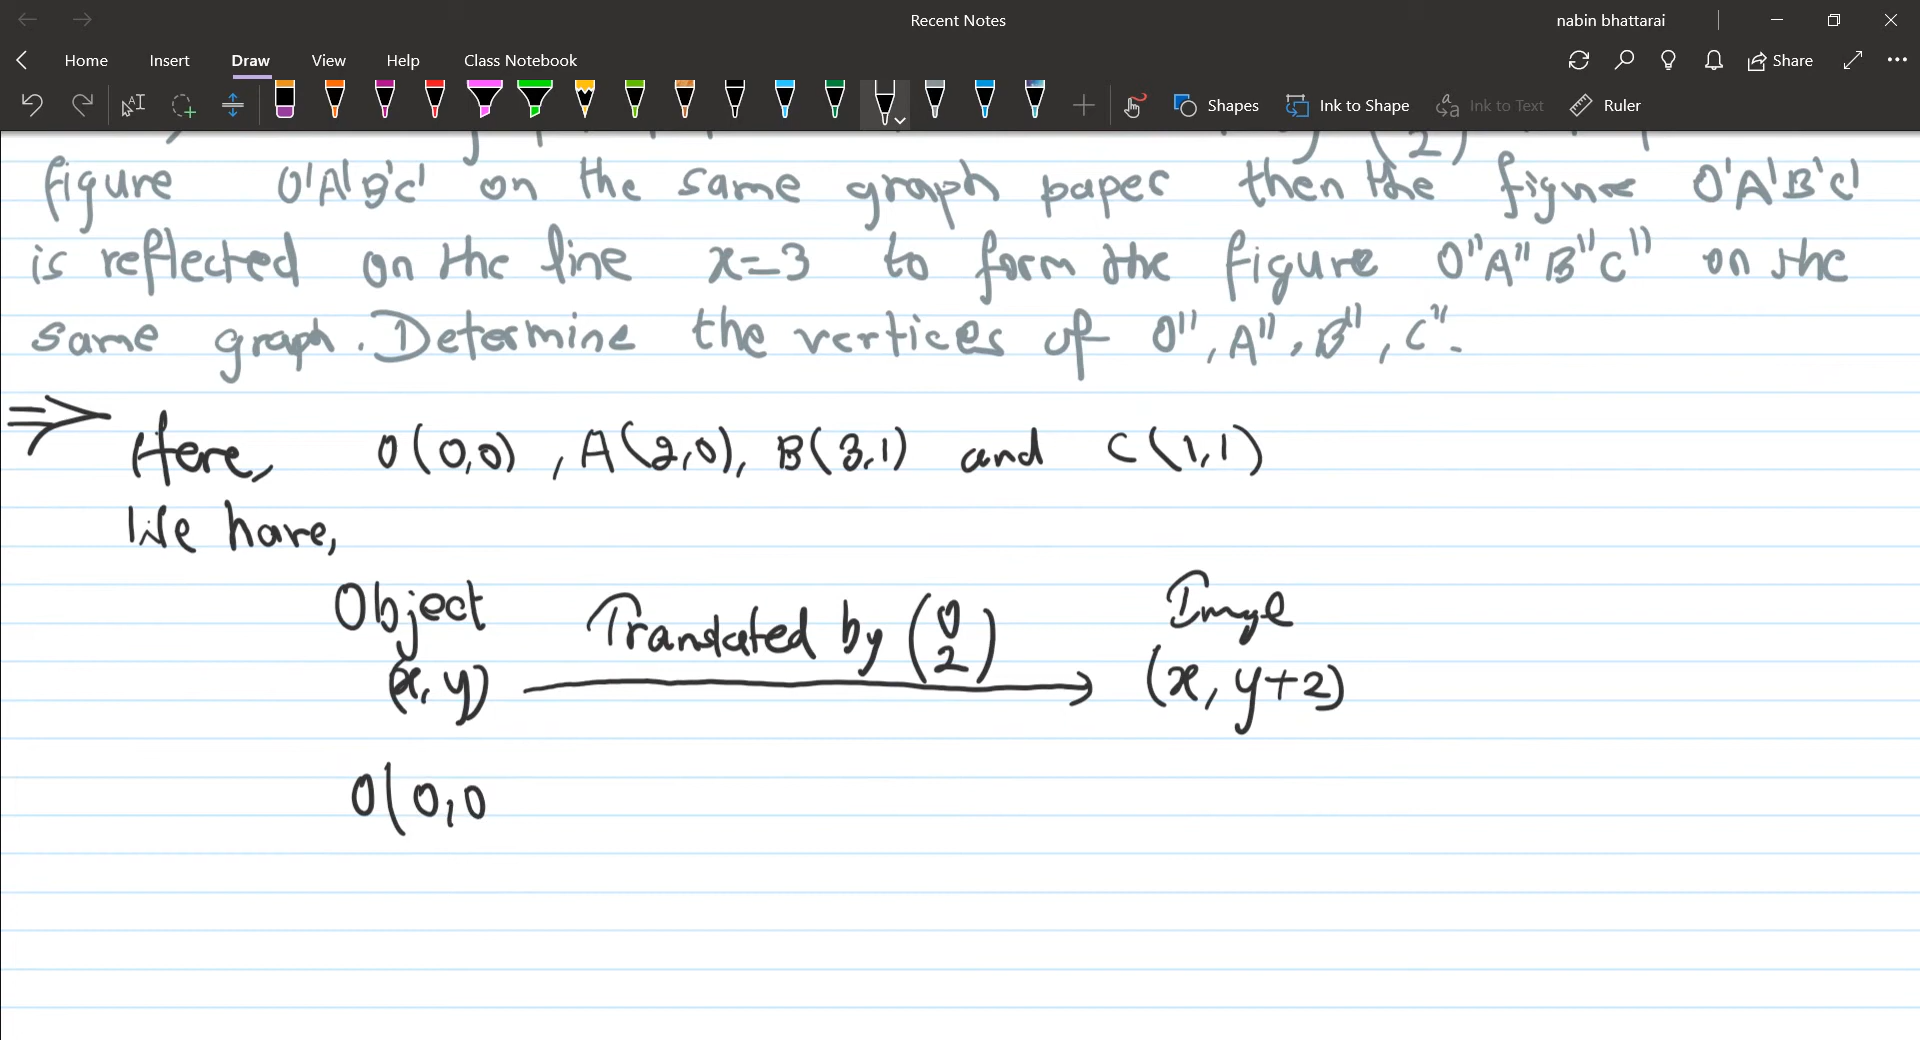 Recent Notes
nabin bhattarai
Home Insert Draw View Help Class Notebook
Share
Shapes Ink to Shape Ink to Text Ruler
2)
figure O'A'B'C' on the same graph paper then the figure O'A'B'C'
is reflected on the line x=3 to form the figure O"A"B"C" on the
same graph. Determine the vertices of O", A", B", C".
⇒ Here, O(0,0), A(2,0), B(3,1) and C(1,1)
We have,
Object Translated by (0 Image
2)
(x, y) → (x, y+2)
O(0,0